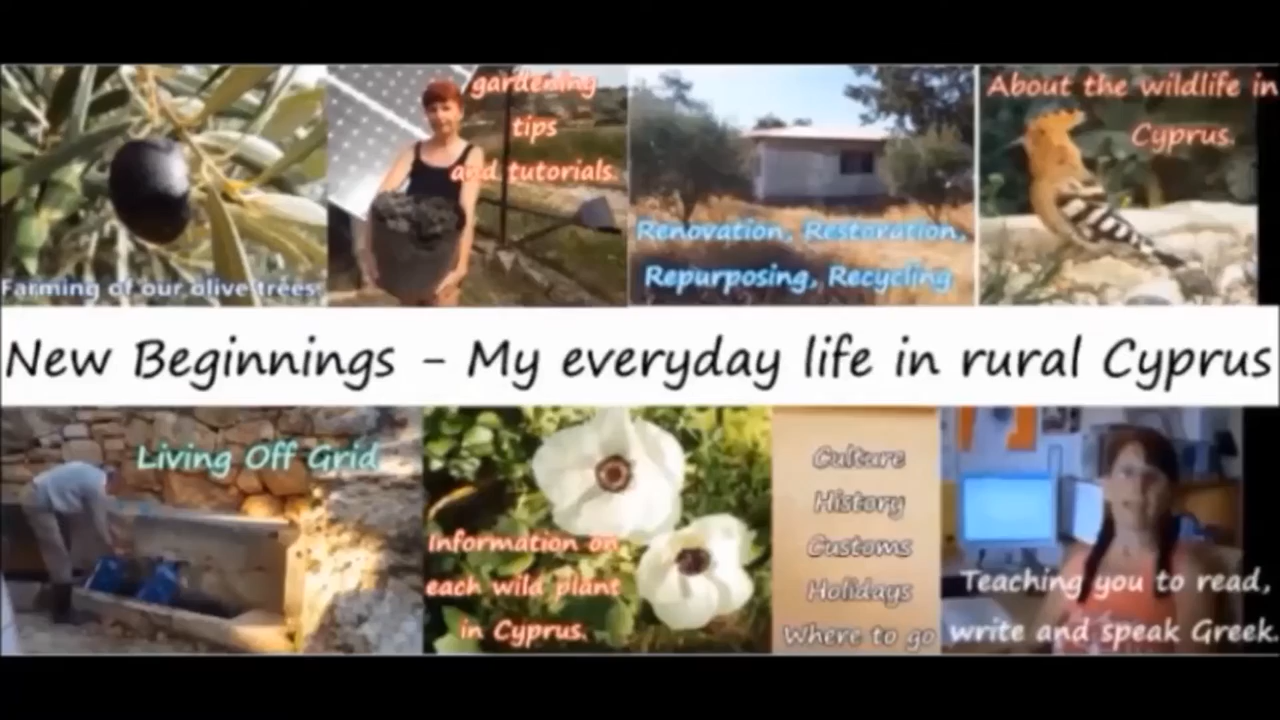 gardening
tips
and tutorials.
About the wildlife in
Cyprus.
Farming of our olive trees.
Renovation, Restoration,
Repurposing, Recycling
New Beginnings - My everyday life in rural Cyprus
Living Off Grid
Information on
each wild plant
in Cyprus.
Culture
History
Customs
Holidays
Where to go
Teaching you to read,
write and speak Greek.